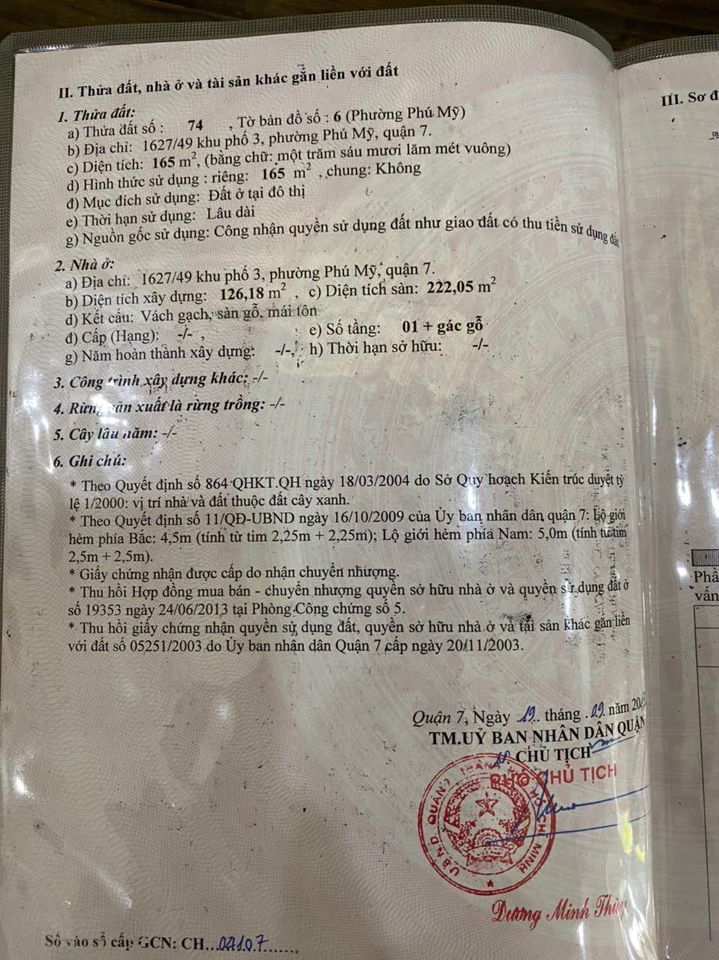 II. Thửa đất, nhà ở và tài sản khác gắn liền với đất
1. Thửa đất:
a) Thửa đất số : 74 , Tờ bản đồ số : 6 (Phường Phú Mỹ)
b) Địa chỉ: 1627/49 khu phố 3, phường Phú Mỹ, quận 7.
c) Diện tích: 165 m², (bằng chữ: một trăm sáu mươi lăm mét vuông)
d) Hình thức sử dụng : riêng: 165 m² , chung: Không
đ) Mục đích sử dụng: Đất ở tại đô thị
e) Thời hạn sử dụng: Lâu dài
g) Nguồn gốc sử dụng: Công nhận quyền sử dụng đất như giao đất có thu tiền sử dụng đất
2. Nhà ở:
a) Địa chỉ: 1627/49 khu phố 3, phường Phú Mỹ, quận 7.
b) Diện tích xây dựng: 126,18 m² , c) Diện tích sàn: 222,05 m²
d) Kết cấu: Vách gạch, sàn gỗ, mái tôn
đ) Cấp (Hạng): -/- , e) Số tầng: 01 + gác gỗ
g) Năm hoàn thành xây dựng: -/-, h) Thời hạn sở hữu: -/-
3. Công trình xây dựng khác: -/-
4. Rừng sản xuất là rừng trồng: -/-
5. Cây lâu năm: -/-
6. Ghi chú:
* Theo Quyết định số 864 QHKT.QH ngày 18/03/2004 do Sở Quy hoạch Kiến trúc duyệt tỷ
lệ 1/2000: vị trí nhà và đất thuộc đất cây xanh.
* Theo Quyết định số 11/QĐ-UBND ngày 16/10/2009 của Ủy ban nhân dân quận 7: Lộ giới
hẻm phía Bắc: 4,5m (tính từ tim 2,25m + 2,25m); Lộ giới hẻm phía Nam: 5,0m (tính từ tim
2,5m + 2,5m).
* Giấy chứng nhận được cấp do nhận chuyển nhượng.
* Thu hồi Hợp đồng mua bán - chuyển nhượng quyền sở hữu nhà ở và quyền sử dụng đất ở
số 19353 ngày 24/06/2013 tại Phòng Công chứng số 5.
* Thu hồi giấy chứng nhận quyền sử dụng đất, quyền sở hữu nhà ở và tài sản khác gắn liền
với đất số 05251/2003 do Ủy ban nhân dân Quận 7 cấp ngày 20/11/2003.
Quận 7, Ngày 19 tháng 09 năm
TM.UỶ BAN NHÂN DÂN QUẬN
CHỦ TỊCH
PHÓ CHỦ TỊCH
Dương Minh Thùy
Số vào sổ cấp GCN: CH...02107
III. Sơ đ
Phầ
vấn